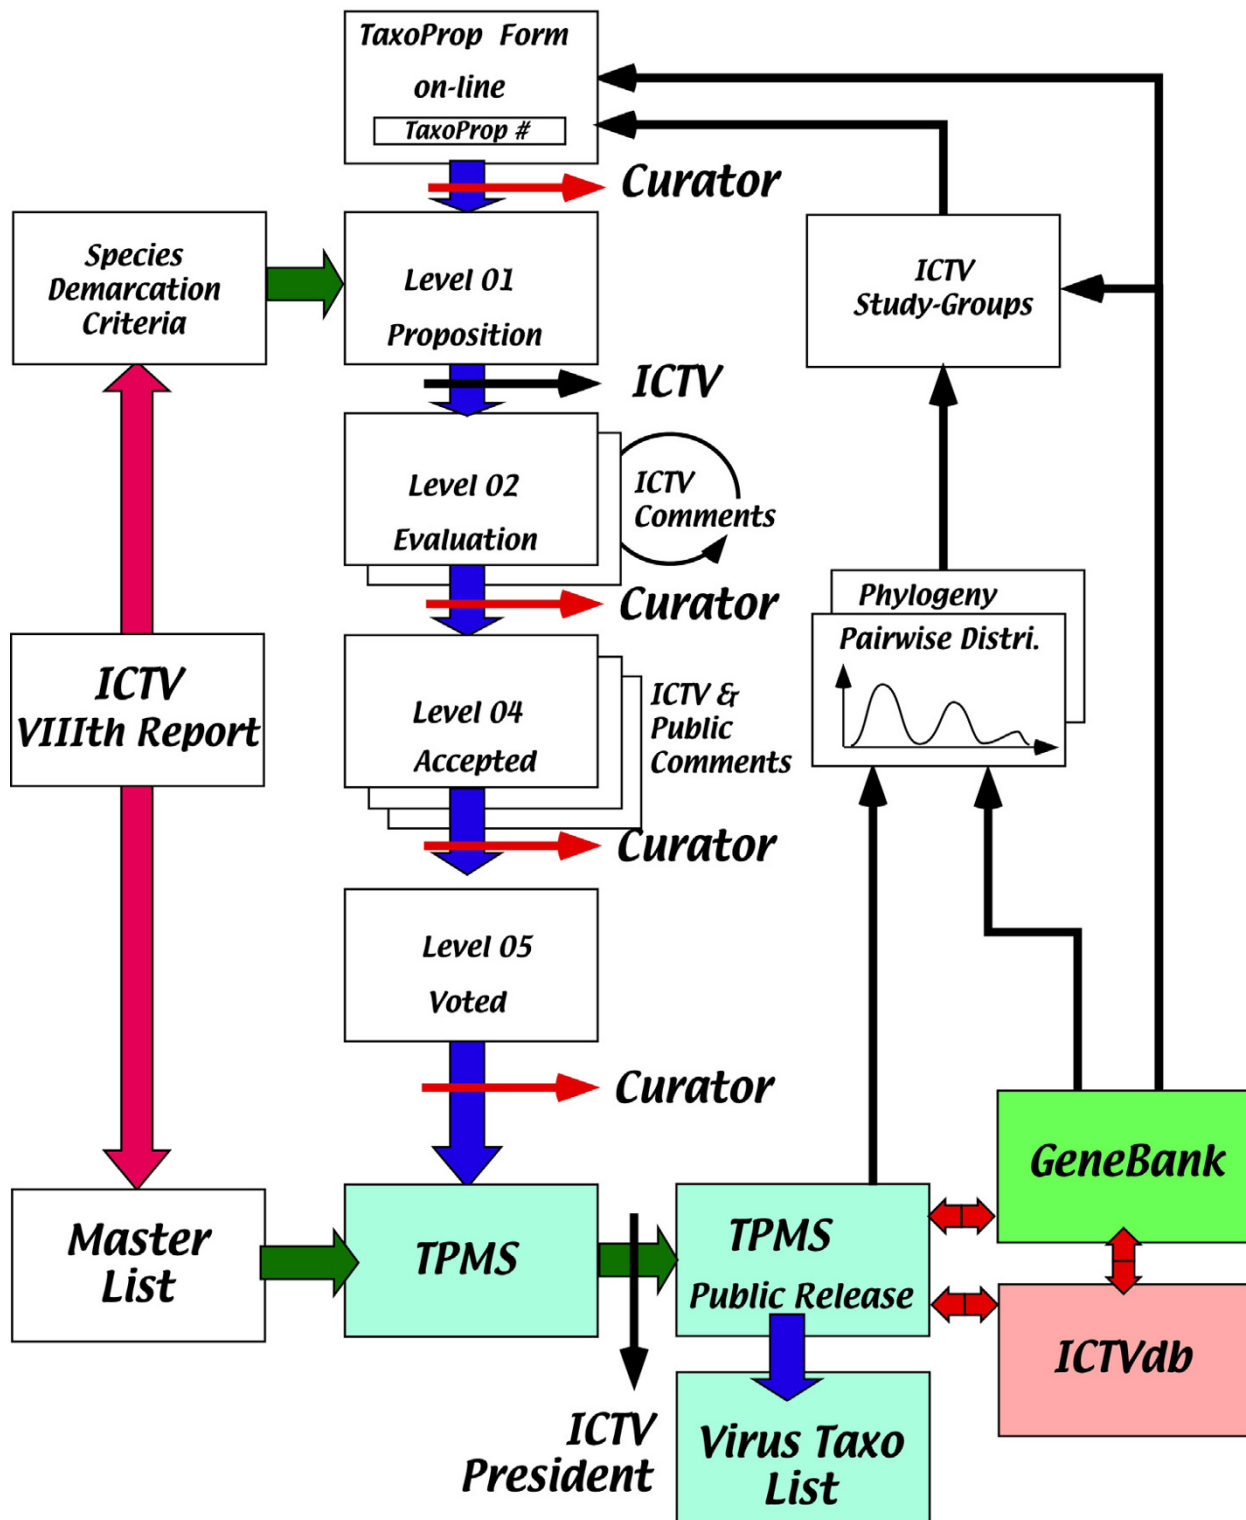 TaxoProp Form
on-line
TaxoProp #
Curator
Species
Demarcation
Criteria
Level 01
Proposition
ICTV
Study-Groups
ICTV
Level 02
Evaluation
ICTV
Comments
Curator
Phylogeny
Pairwise Distri.
ICTV
VIIIth Report
Level 04
Accepted
ICTV &
Public
Comments
Curator
Level 05
Voted
Curator
GeneBank
Master
List
TPMS
TPMS
Public Release
ICTVdb
ICTV
President
Virus Taxo
List